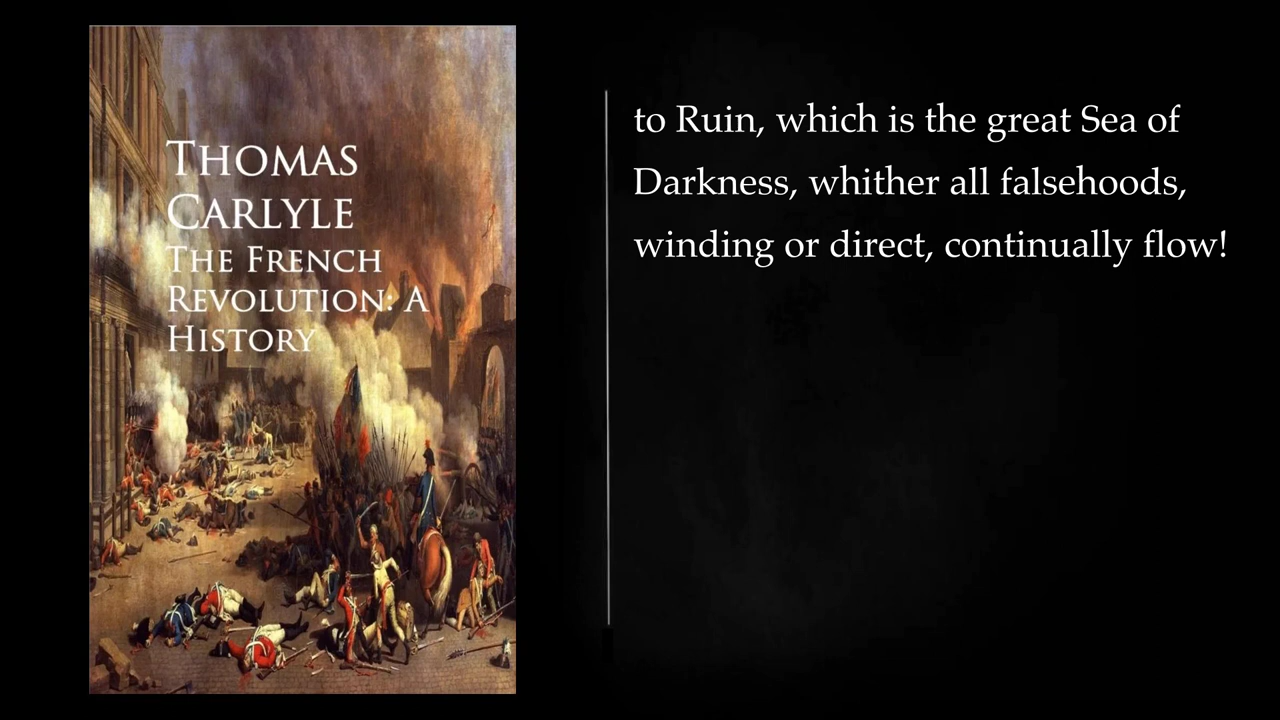 THOMAS
CARLYLE
THE FRENCH
REVOLUTION: A
HISTORY
to Ruin, which is the great Sea of
Darkness, whither all falsehoods,
winding or direct, continually flow!